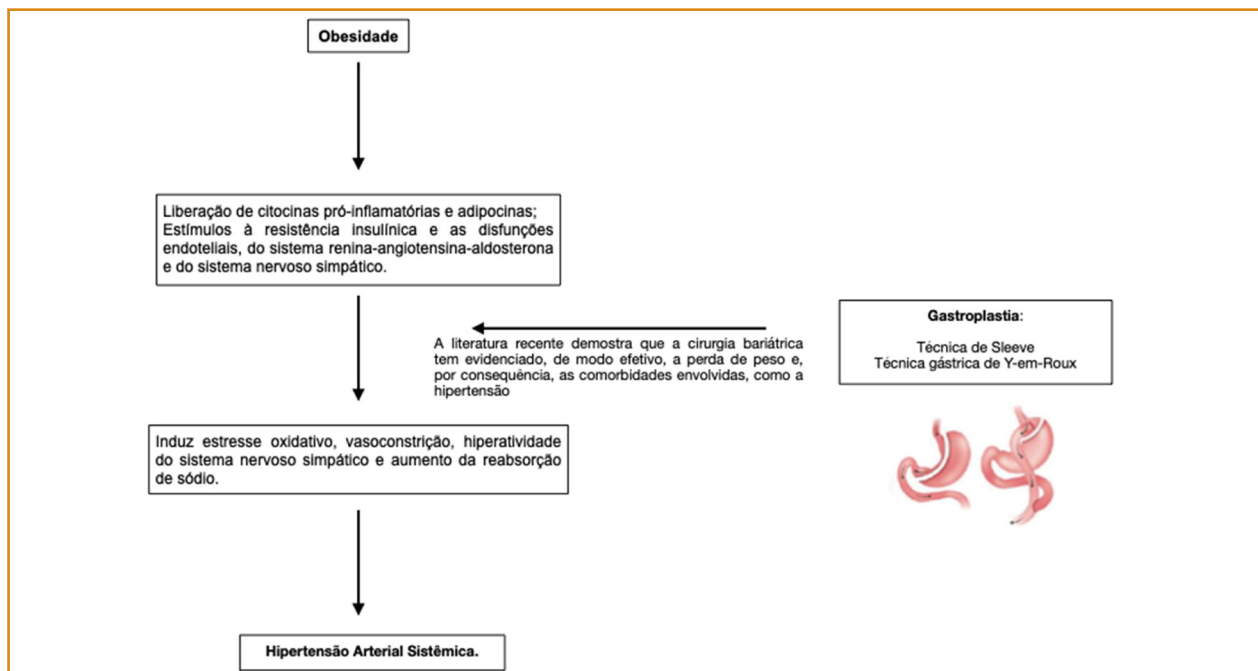 Obesidade
Liberação de citocinas pró-inflamatórias e adipocinas;
Estímulos à resistência insulínica e as disfunções
endoteliais, do sistema renina-angiotensina-aldosterona
e do sistema nervoso simpático.
A literatura recente demostra que a cirurgia bariátrica
tem evidenciado, de modo efetivo, a perda de peso e,
por consequência, as comorbidades envolvidas, como a
hipertensão
Gastroplastia:
Técnica de Sleeve
Técnica gástrica de Y-em-Roux
Induz estresse oxidativo, vasoconstrição, hiperatividade
do sistema nervoso simpático e aumento da reabsorção
de sódio.
Hipertensão Arterial Sistêmica.